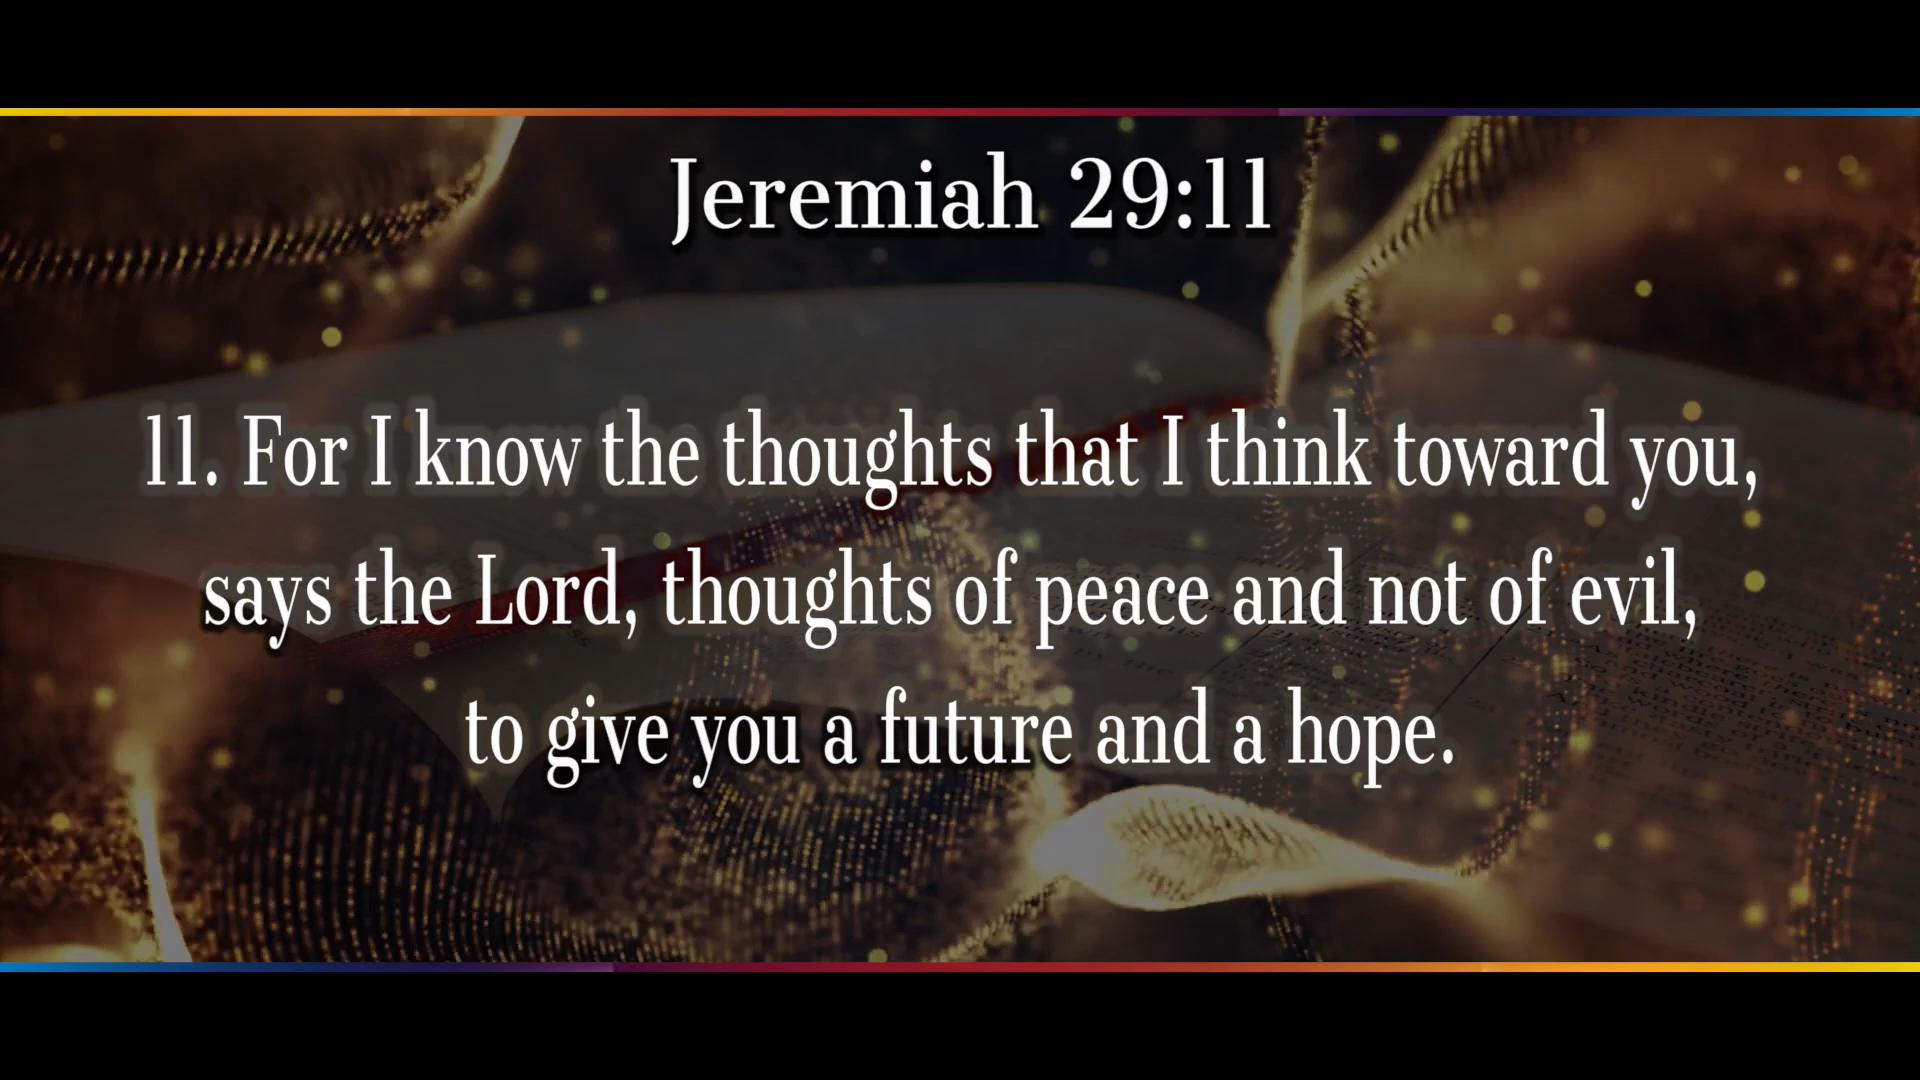 Jeremiah 29:11
11. For I know the thoughts that I think toward you,
says the Lord, thoughts of peace and not of evil,
to give you a future and a hope.